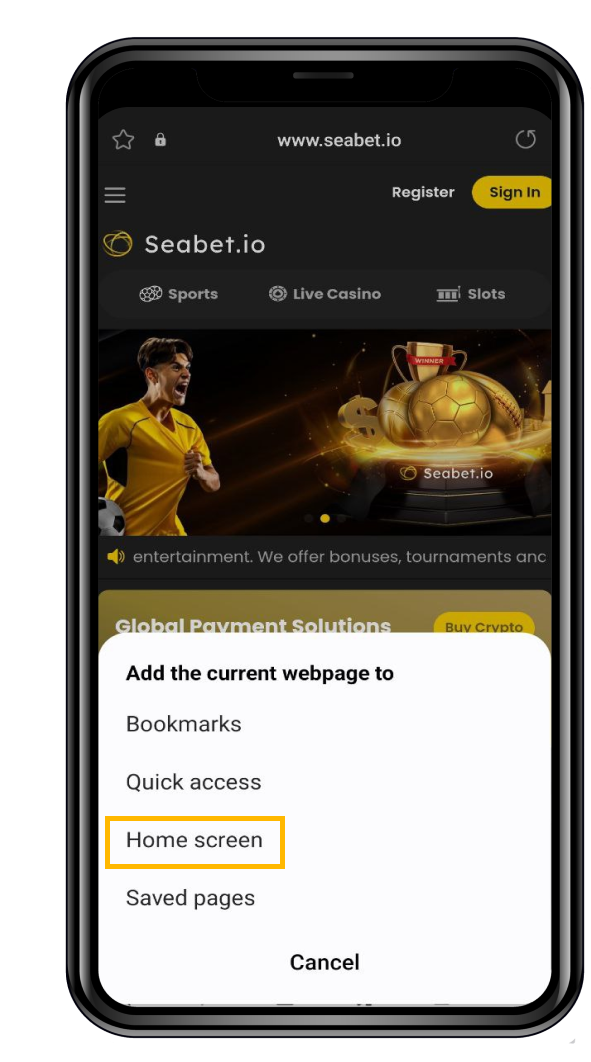 www.seabet.io
Register
Sign In
Seabet.io
Sports
Live Casino
Slots
WINNER
Seabet.io
entertainment. We offer bonuses, tournaments and
Global Payment Solutions
Buy Crypto
Add the current webpage to
Bookmarks
Quick access
Home screen
Saved pages
Cancel